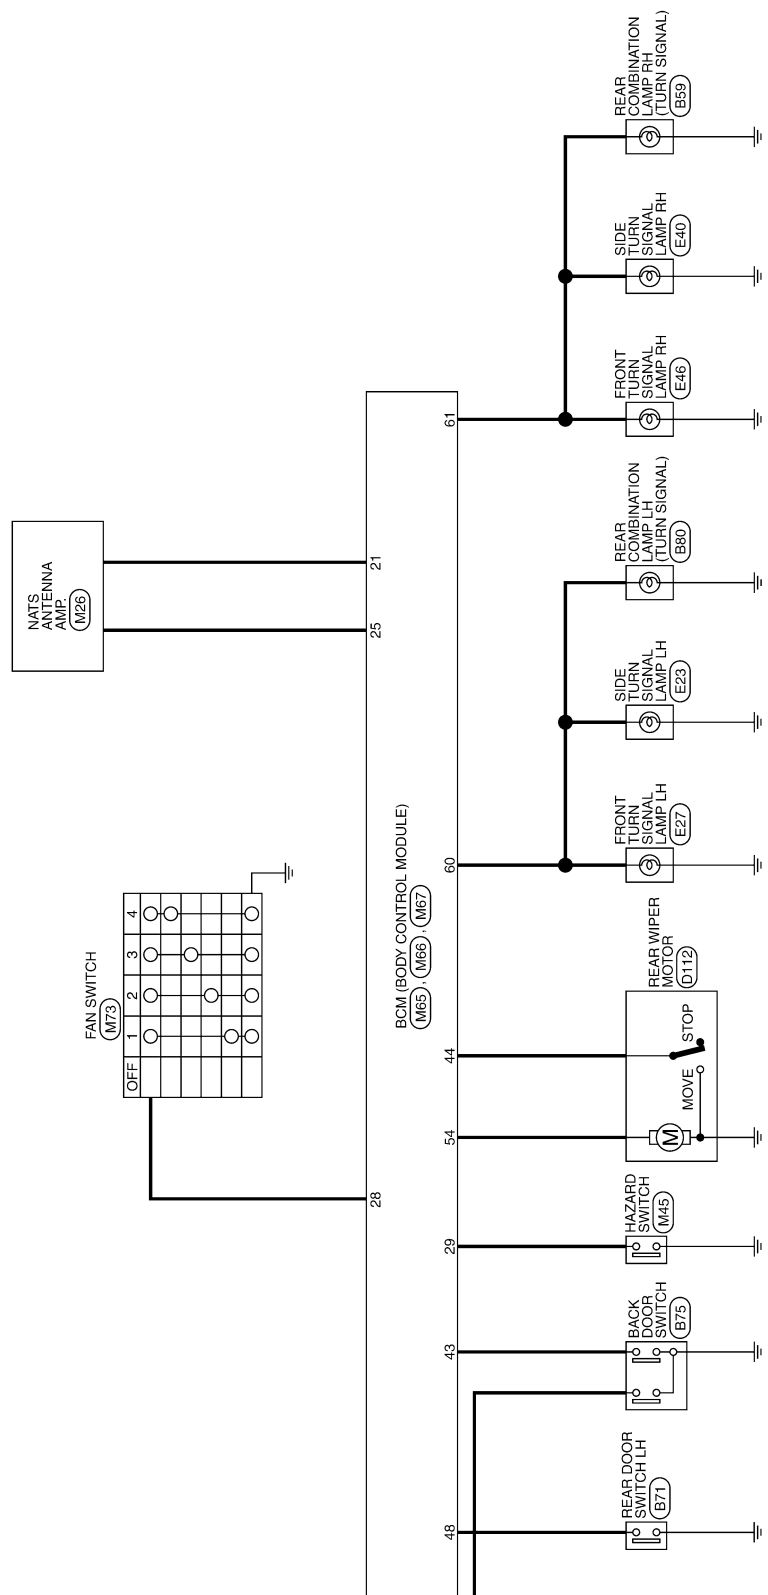 REAR
COMBINATION
LAMP RH
(TURN SIGNAL)
B59
SIDE
TURN
SIGNAL
LAMP RH
E40
FRONT
TURN
SIGNAL
LAMP RH
E46
61
REAR
COMBINATION
LAMP LH
(TURN SIGNAL)
B80
NATS
ANTENNA
AMP.
M26
21
25
SIDE
TURN
SIGNAL
LAMP LH
E23
FRONT
TURN
SIGNAL
LAMP LH
E27
60
BCM (BODY CONTROL MODULE)
M65 , M66 , M67
FAN SWITCH
M73
OFF 1 2 3 4
REAR WIPER
MOTOR
D112
STOP
MOVE
M
44
54
28
HAZARD
SWITCH
M45
29
BACK
DOOR
SWITCH
B75
43
REAR DOOR
SWITCH LH
B71
48